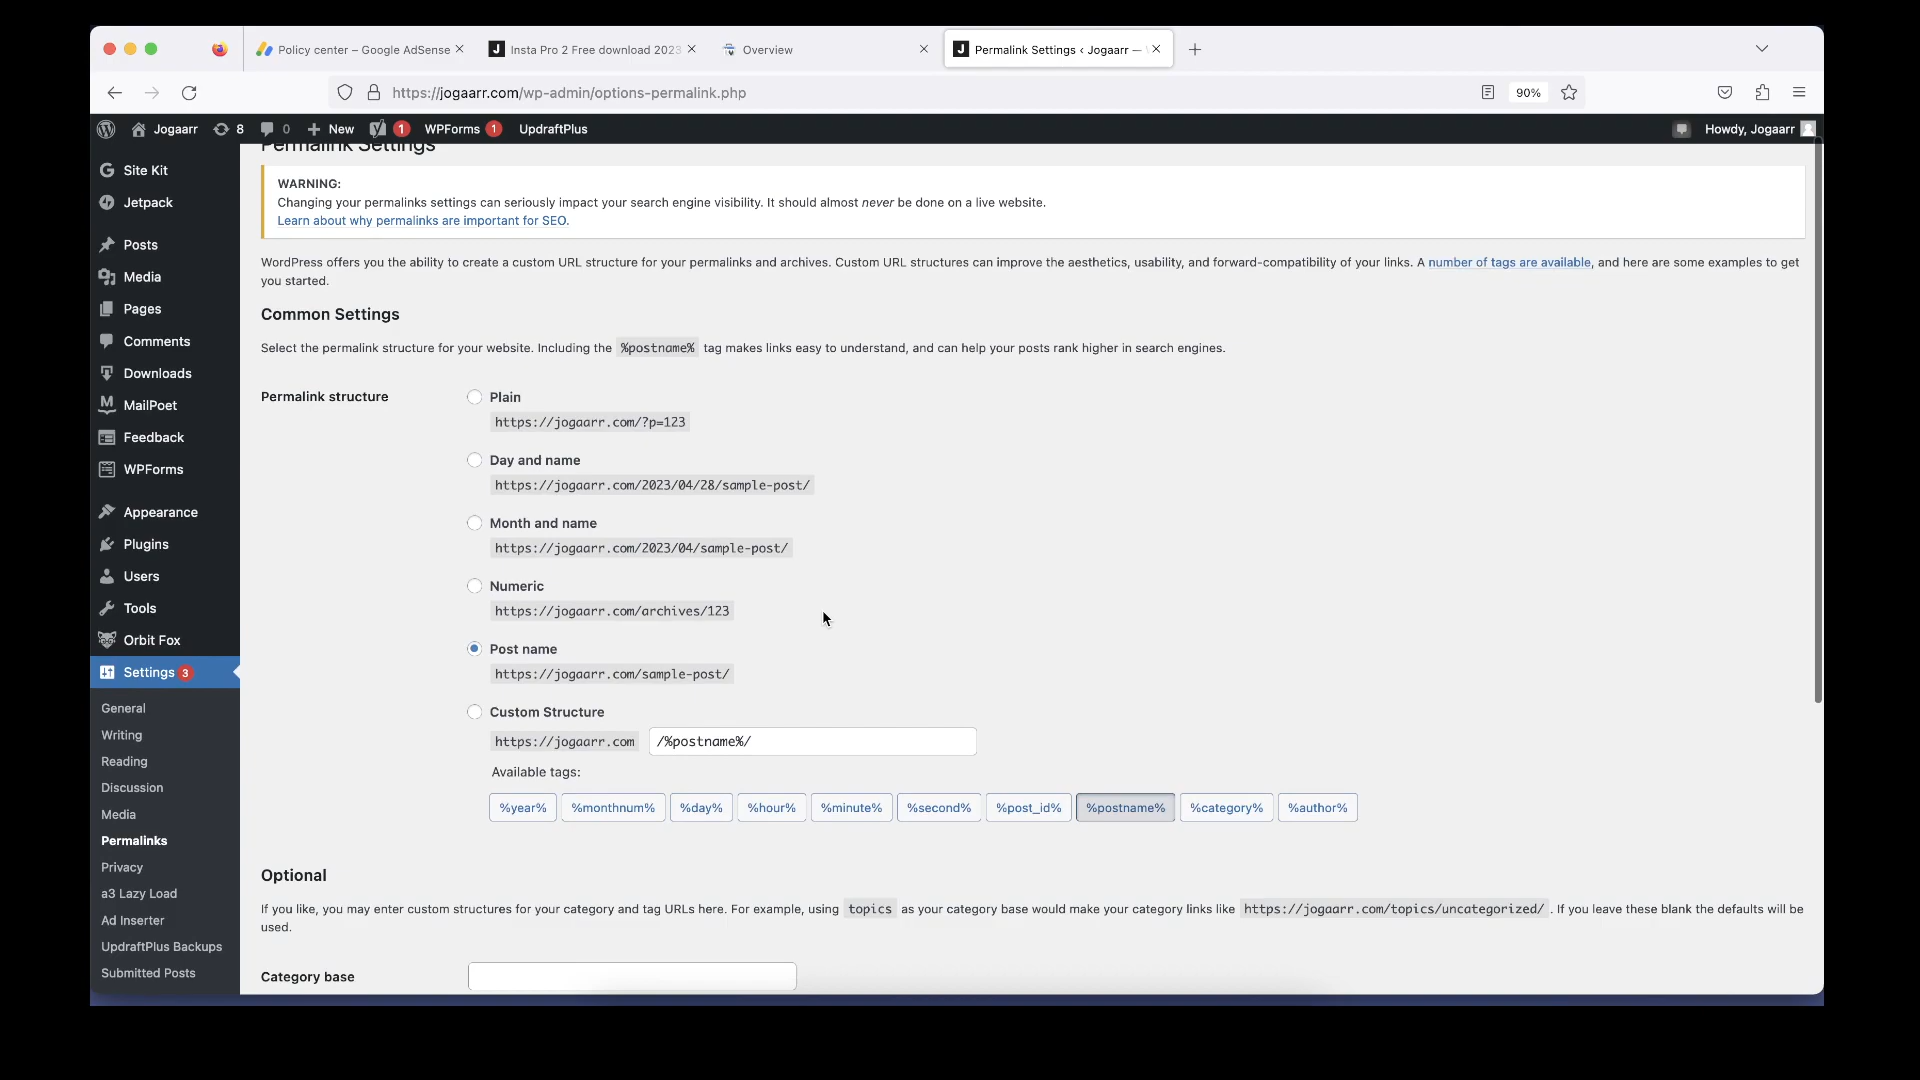 Policy center – Google AdSense
Insta Pro 2 Free download 2023
Overview
Permalink Settings ‹ Jogaarr —
https://jogaarr.com/wp-admin/options-permalink.php
90%
Jogaarr
8
0
New
1
WPForms 1
UpdraftPlus
Howdy, Jogaarr
Site Kit
Jetpack
Posts
Media
Pages
Comments
Downloads
MailPoet
Feedback
WPForms
Appearance
Plugins
Users
Tools
Orbit Fox
Settings 3
General
Writing
Reading
Discussion
Media
Permalinks
Privacy
a3 Lazy Load
Ad Inserter
UpdraftPlus Backups
Submitted Posts
Permalink Settings
WARNING:
Changing your permalinks settings can seriously impact your search engine visibility. It should almost never be done on a live website.
Learn about why permalinks are important for SEO.
WordPress offers you the ability to create a custom URL structure for your permalinks and archives. Custom URL structures can improve the aesthetics, usability, and forward-compatibility of your links. A number of tags are available, and here are some examples to get
you started.
Common Settings
Select the permalink structure for your website. Including the %postname% tag makes links easy to understand, and can help your posts rank higher in search engines.
Permalink structure
Plain
https://jogaarr.com/?p=123
Day and name
https://jogaarr.com/2023/04/28/sample-post/
Month and name
https://jogaarr.com/2023/04/sample-post/
Numeric
https://jogaarr.com/archives/123
Post name
https://jogaarr.com/sample-post/
Custom Structure
https://jogaarr.com /%postname%/
Available tags:
%year% %monthnum% %day% %hour% %minute% %second% %post_id% %postname% %category% %author%
Optional
If you like, you may enter custom structures for your category and tag URLs here. For example, using topics as your category base would make your category links like https://jogaarr.com/topics/uncategorized/ . If you leave these blank the defaults will be
used.
Category base